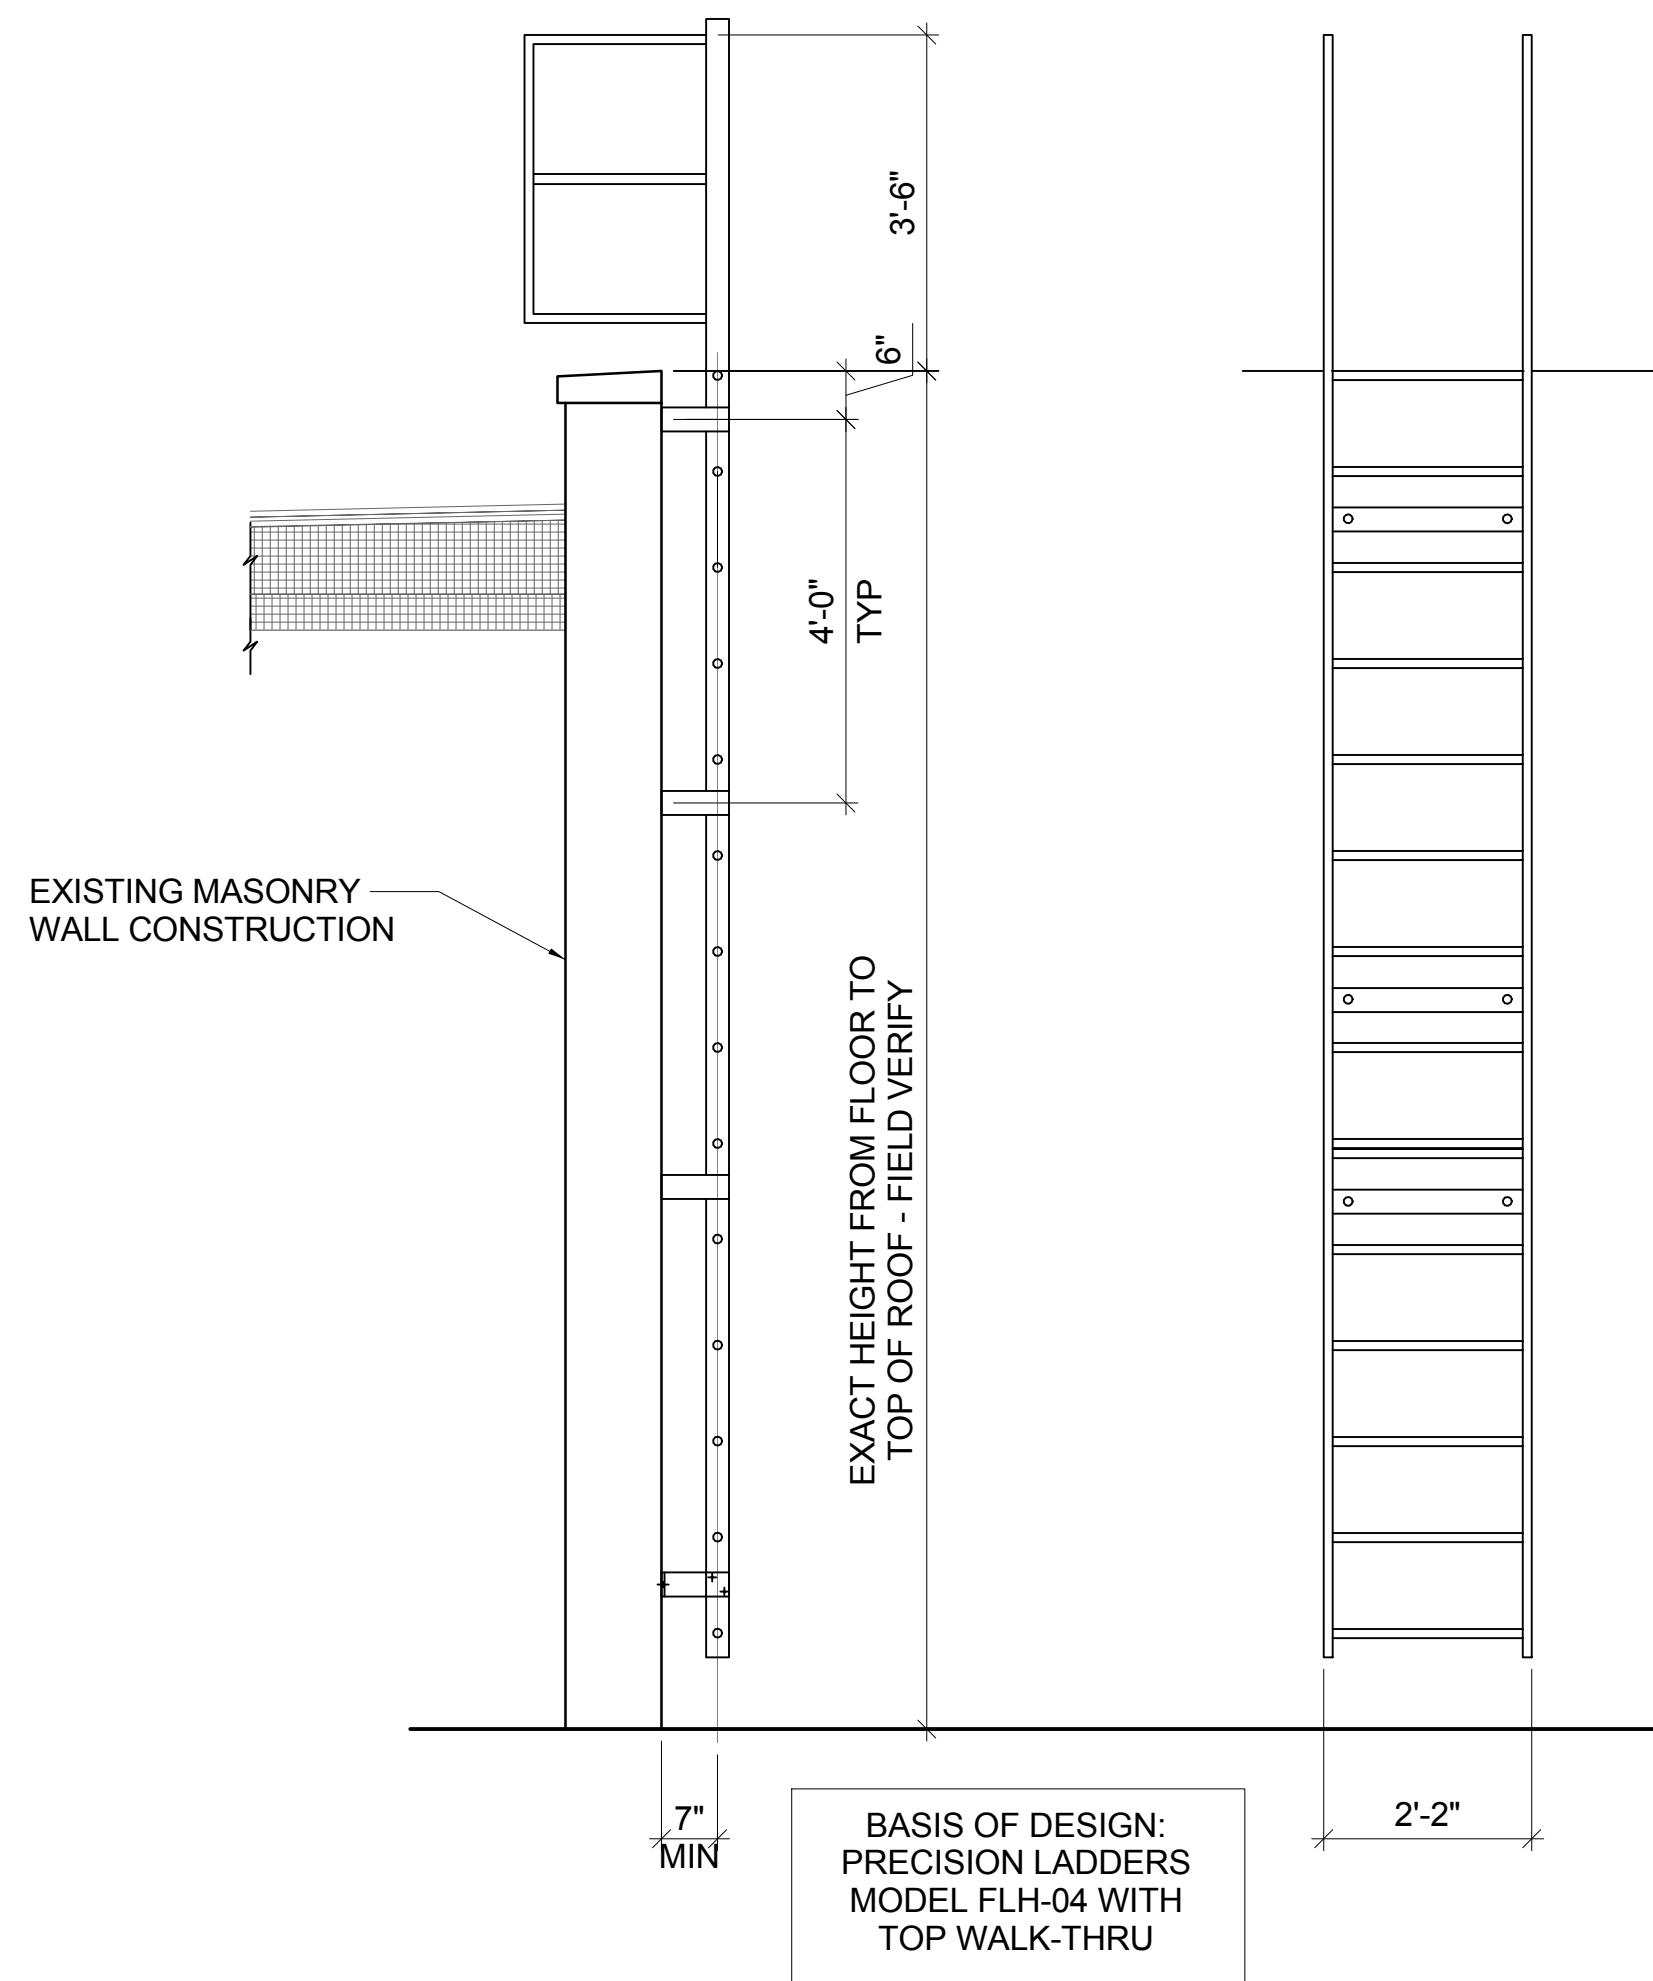 3'-6"
6"
4'-0"
TYP
EXISTING MASONRY
WALL CONSTRUCTION
EXACT HEIGHT FROM FLOOR TO
TOP OF ROOF - FIELD VERIFY
7"
MIN
2'-2"
BASIS OF DESIGN:
PRECISION LADDERS
MODEL FLH-04 WITH
TOP WALK-THRU